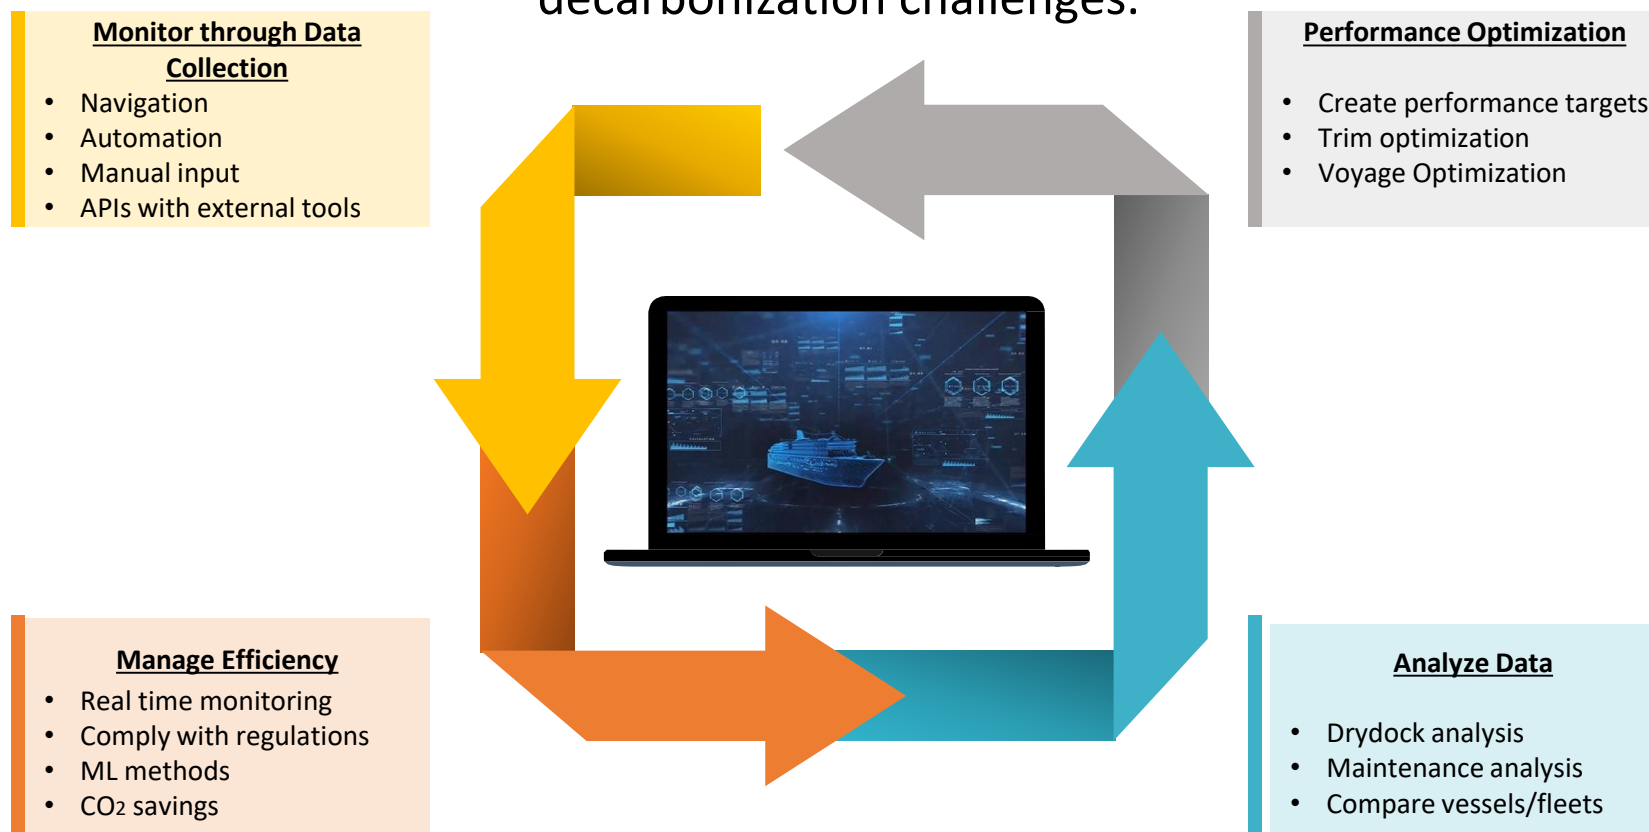 decarbonization challenges:
Monitor through Data
Collection
• Navigation
• Automation
• Manual input
• APIs with external tools
Performance Optimization
• Create performance targets
• Trim optimization
• Voyage Optimization
Manage Efficiency
• Real time monitoring
• Comply with regulations
• ML methods
• CO2 savings
Analyze Data
• Drydock analysis
• Maintenance analysis
• Compare vessels/fleets